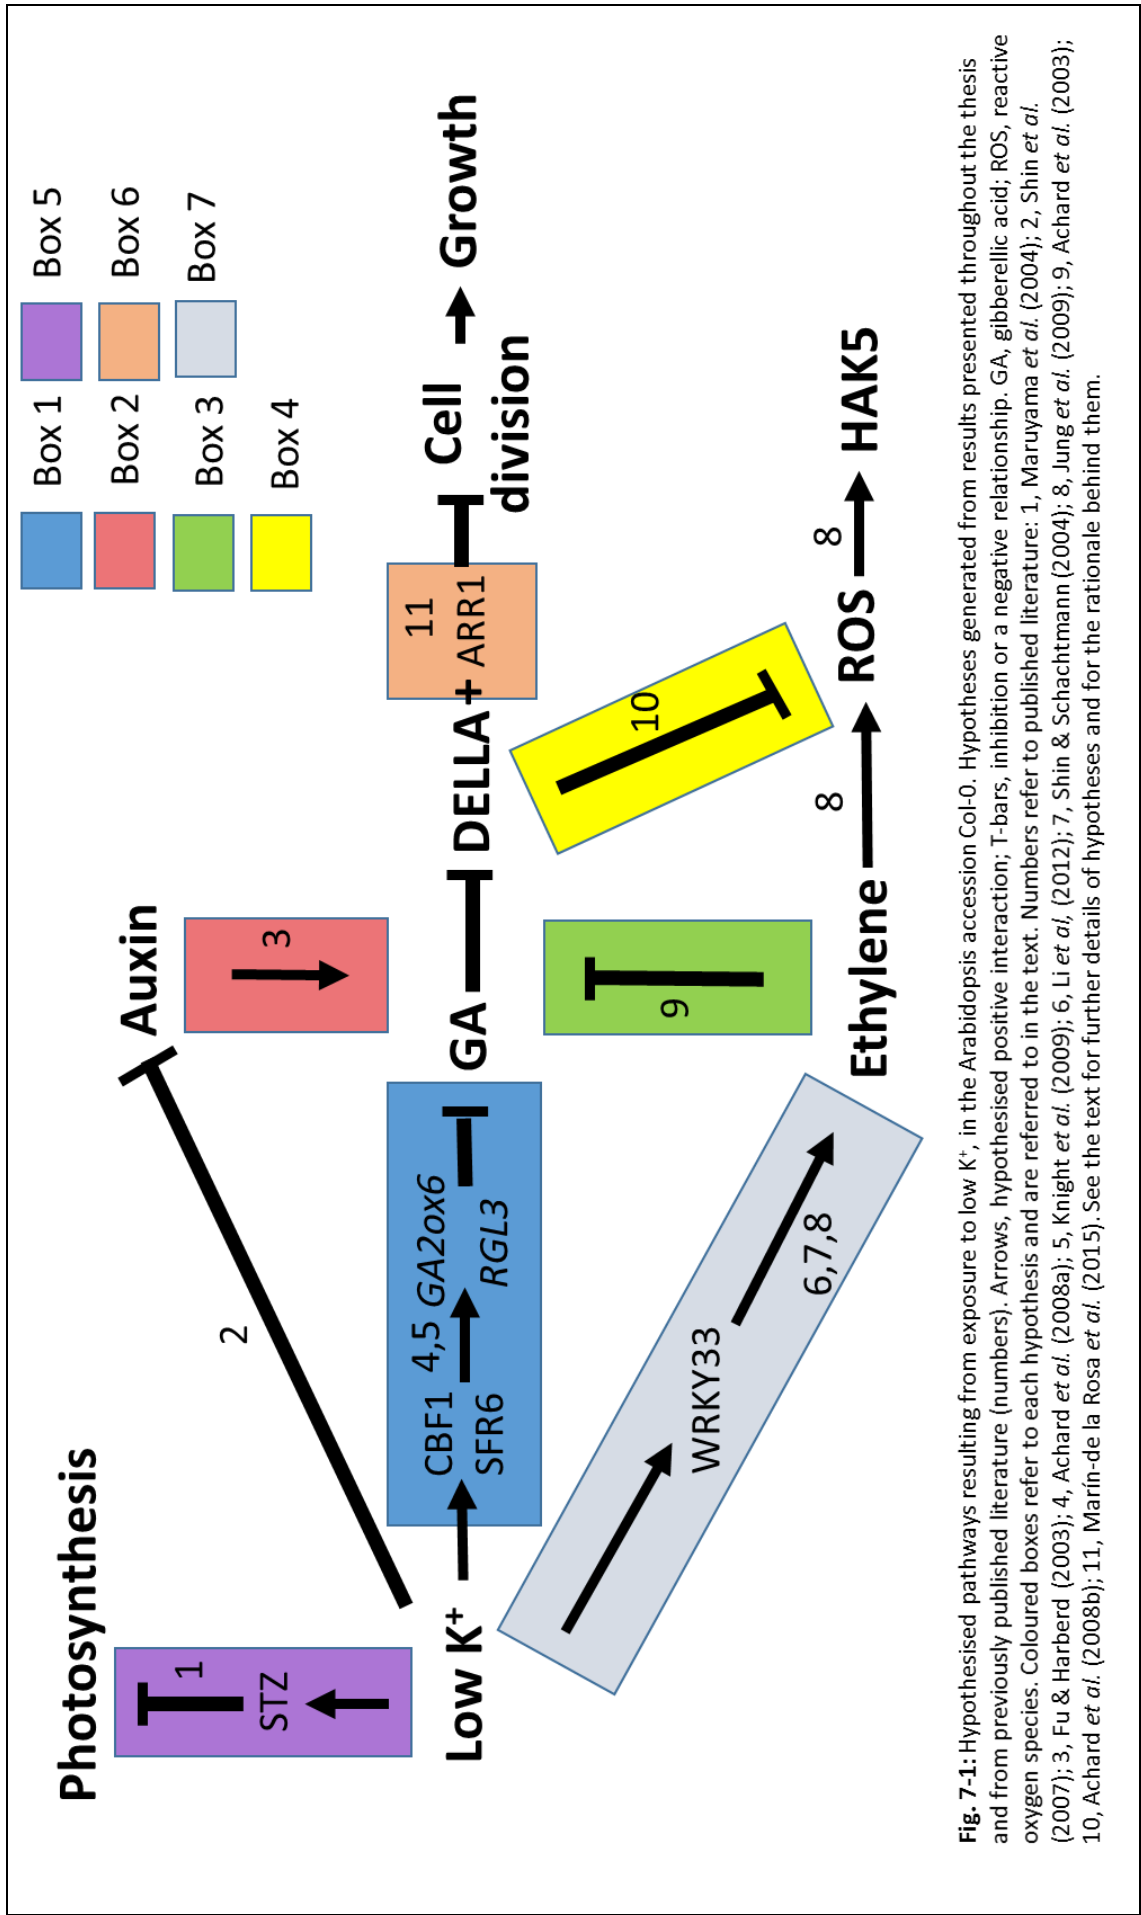 Photosynthesis
Box 1
Box 5
Box 2
Box 6
Box 3
Box 7
Box 4
1
STZ
2
Auxin
3
Low K⁺
CBF1
SFR6
4,5
GA2ox6
RGL3
GA
DELLA
+
11
ARR1
Cell
division
Growth
9
10
WRKY33
6,7,8
Ethylene
8
ROS
8
HAK5
Fig. 7-1: Hypothesised pathways resulting from exposure to low K⁺, in the Arabidopsis accession Col-0. Hypotheses generated from results presented throughout the thesis
and from previously published literature (numbers). Arrows, hypothesised positive interaction; T-bars, inhibition or a negative relationship. GA, gibberellic acid; ROS, reactive
oxygen species. Coloured boxes refer to each hypothesis and are referred to in the text. Numbers refer to published literature: 1, Maruyama et al. (2004); 2, Shin et al.
(2007); 3, Fu & Harberd (2003); 4, Achard et al. (2008a); 5, Knight et al. (2009); 6, Li et al, (2012); 7, Shin & Schachtmann (2004); 8, Jung et al. (2009); 9, Achard et al. (2003);
10, Achard et al. (2008b); 11, Marín-de la Rosa et al. (2015). See the text for further details of hypotheses and for the rationale behind them.